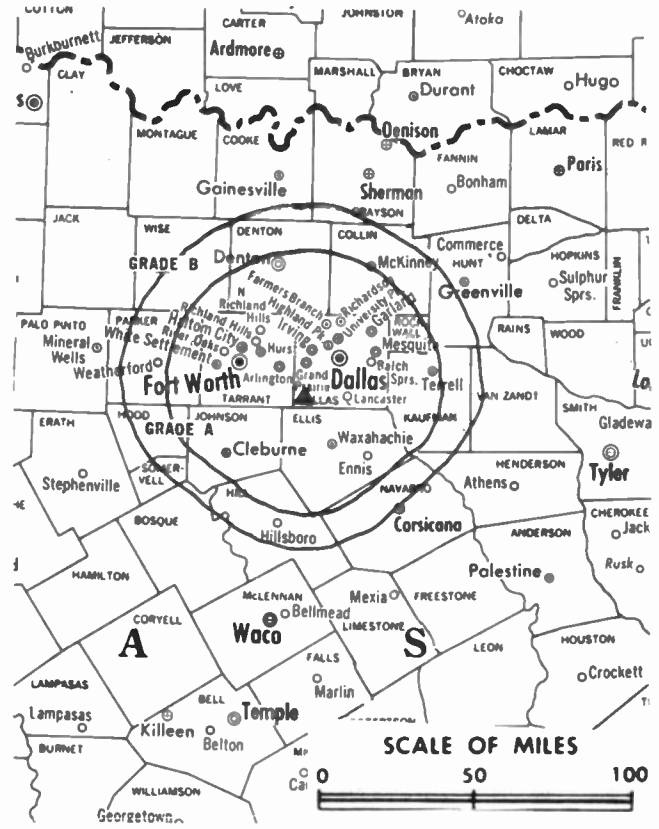 COTTON
CARTER
JOHNSTON
Atoka
Burkburnett
JEFFERSON
Ardmore
CLAY
MARSHALL
BRYAN
CHOCTAW
Hugo
LOVE
Durant
S
MONTAGUE
COOKE
Denison
LAMAR
RED R
FANNIN
Paris
Gainesville
Sherman
Bonham
GRAYSON
JACK
WISE
DENTON
COLLIN
DELTA
Commerce
HUNT
HOPKINS
GRADE B
Denton
McKinney
Greenville
Sulphur
Sprs.
FRANKLIN
Farmers Branch
Highland Pk.
Irving
Richardson
University Pk.
Garland
N
Richland
Hills
Richland Hills
Haltom City
River Oaks
White Settlement
Hurst
ROCK
WALL
RAINS
WOOD
PALO PINTO
PARKER
Mineral
Wells
Weatherford
Mesquite
Balch
Sprs.
Terrell
Fort Worth
Arlington
Grand
Prairie
Dallas
TARRANT
DALLAS
Lancaster
VAN ZANDT
SMITH
Gladewa
HOOD
JOHNSON
ELLIS
KAUFMAN
ERATH
GRADE A
Cleburne
Waxahachie
Ennis
Tyler
HENDERSON
Athens
Stephenville
SOMER-
VELL
HILL
NAVARRO
Corsicana
CHEROKEE
Jack
BOSQUE
Hillsboro
ANDERSON
Rusk
HAMILTON
Palestine
McLENNAN
Mexia
FREESTONE
Bellmead
CORYELL
Waco
LIMESTONE
A
S
LEON
HOUSTON
FALLS
Crockett
LAMPASAS
Marlin
BELL
Lampasas
Temple
Killeen
Belton
BURNET
WILLIAMSON
Georgetown
SCALE OF MILES
0 50 100